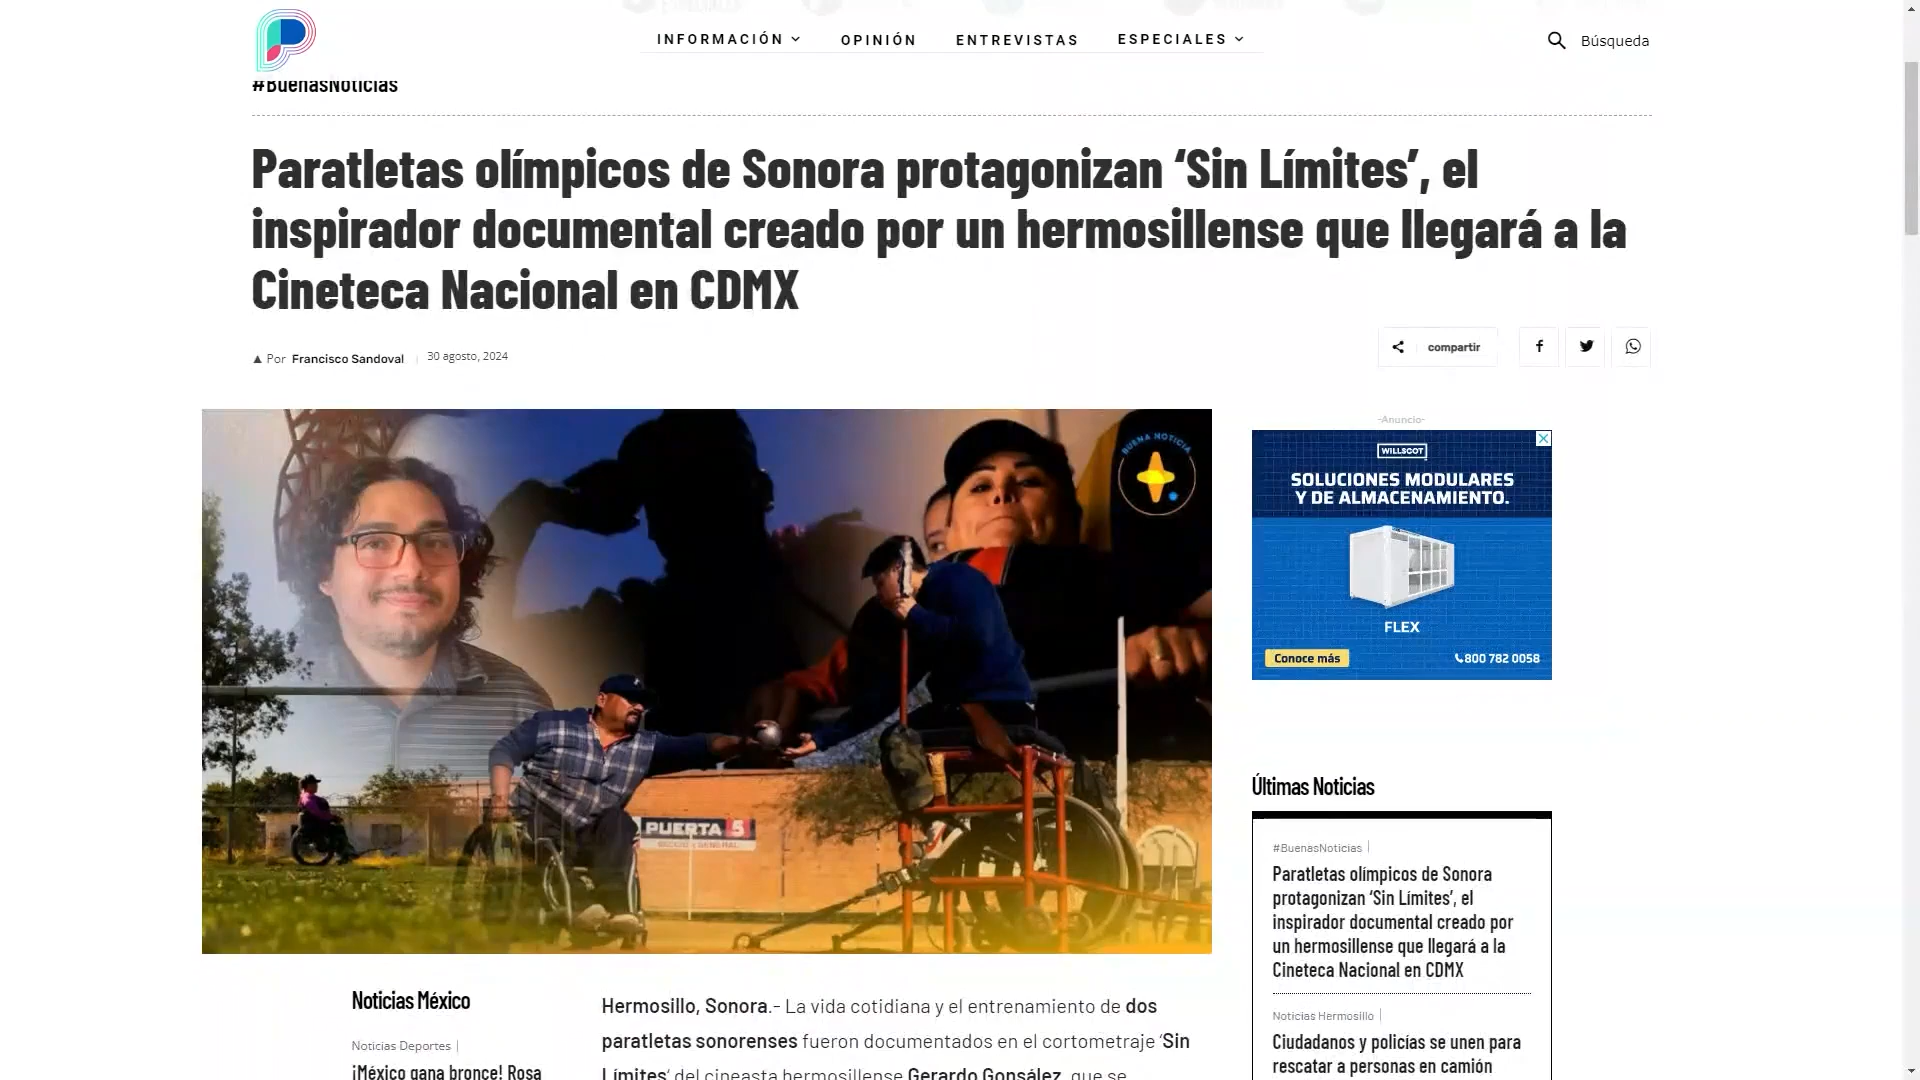 INFORMACIÓN
OPINIÓN
ENTREVISTAS
ESPECIALES
Búsqueda
#BuenasNoticias
Paratletas olímpicos de Sonora protagonizan ‘Sin Límites’, el
inspirador documental creado por un hermosillense que llegará a la
Cineteca Nacional en CDMX
▲ Por Francisco Sandoval
30 agosto, 2024
compartir
BUENA NOTICIA
PUERTA 5
-Anuncio-
WILLSCOT
SOLUCIONES MODULARES
Y DE ALMACENAMIENTO.
FLEX
Conoce más
800 782 0058
Últimas Noticias
#BuenasNoticias
Paratletas olímpicos de Sonora
protagonizan ‘Sin Límites’, el
inspirador documental creado por
un hermosillense que llegará a la
Cineteca Nacional en CDMX
Noticias Hermosillo
Ciudadanos y policías se unen para
rescatar a personas en camión
Noticias México
Noticias Deportes
¡México gana bronce! Rosa
Hermosillo, Sonora.- La vida cotidiana y el entrenamiento de dos
paratletas sonorenses fueron documentados en el cortometraje ‘Sin
Límites‘ del cineasta hermosillense Gerardo Gonsález, que se